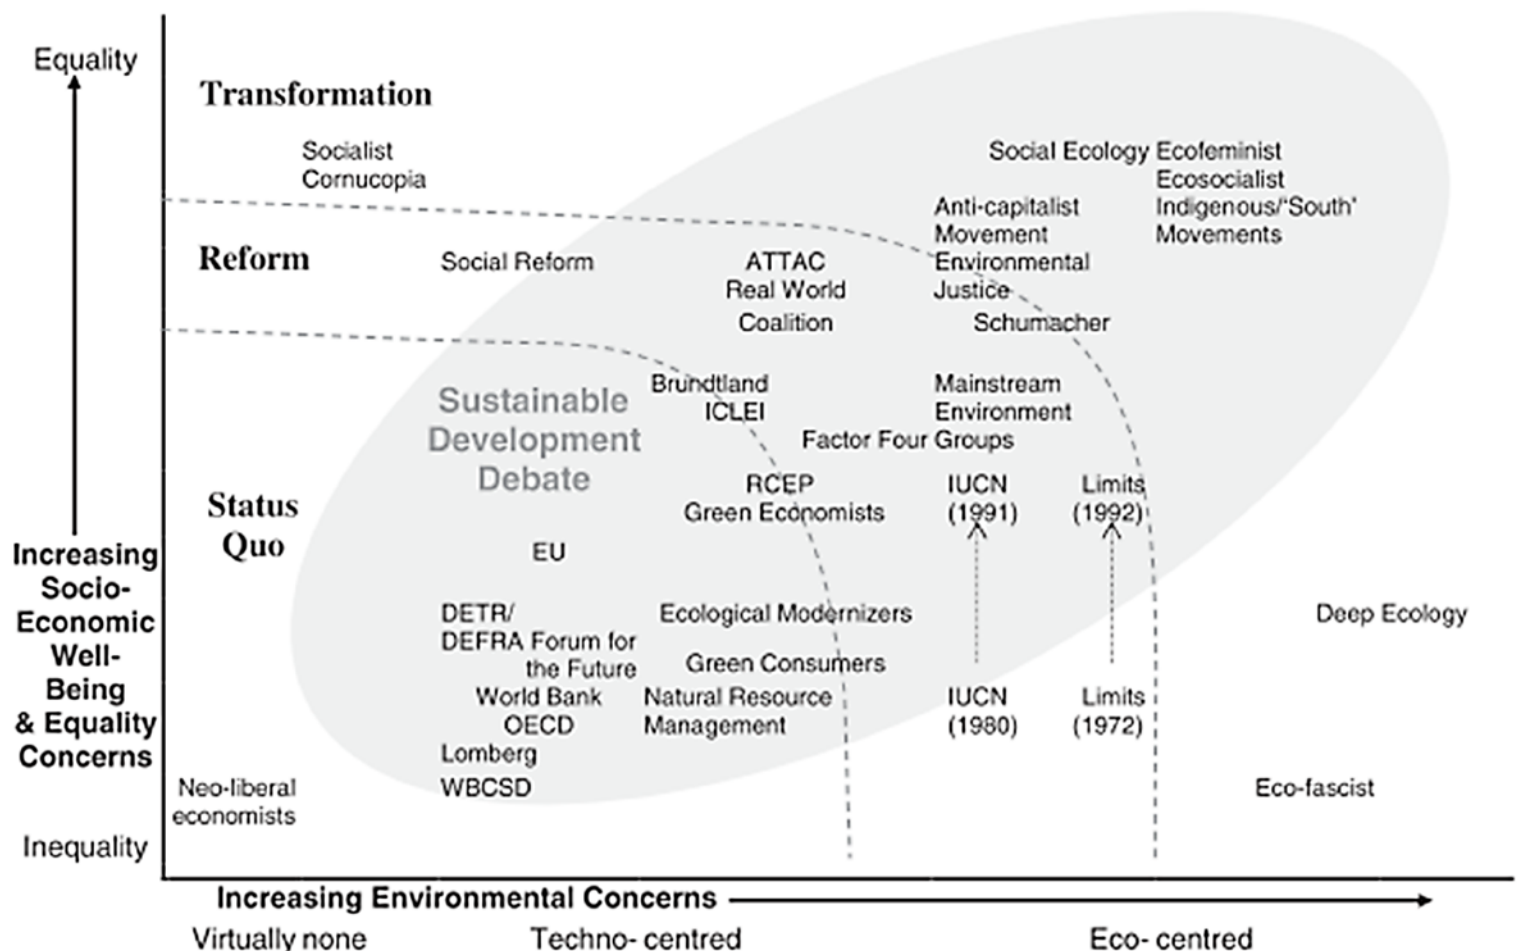 Equality
Transformation
Socialist
Cornucopia
Social Ecology Ecofeminist
Ecosocialist
Anti-capitalist
Movement
Indigenous/'South'
Movements
Reform
Social Reform
ATTAC
Real World
Coalition
Environmental
Justice
Schumacher
Sustainable
Development
Debate
Brundtland
ICLEI
Mainstream
Environment
Factor Four Groups
Status
Quo
RCEP
Green Economists
IUCN
(1991)
Limits
(1992)
EU
Increasing
Socio-
Economic
Well-
Being
& Equality
Concerns
DETR/
DEFRA Forum for
the Future
Ecological Modernizers
Green Consumers
Deep Ecology
World Bank
OECD
Natural Resource
Management
IUCN
(1980)
Limits
(1972)
Lomberg
WBCSD
Neo-liberal
economists
Eco-fascist
Inequality
Increasing Environmental Concerns
Virtually none
Techno- centred
Eco- centred